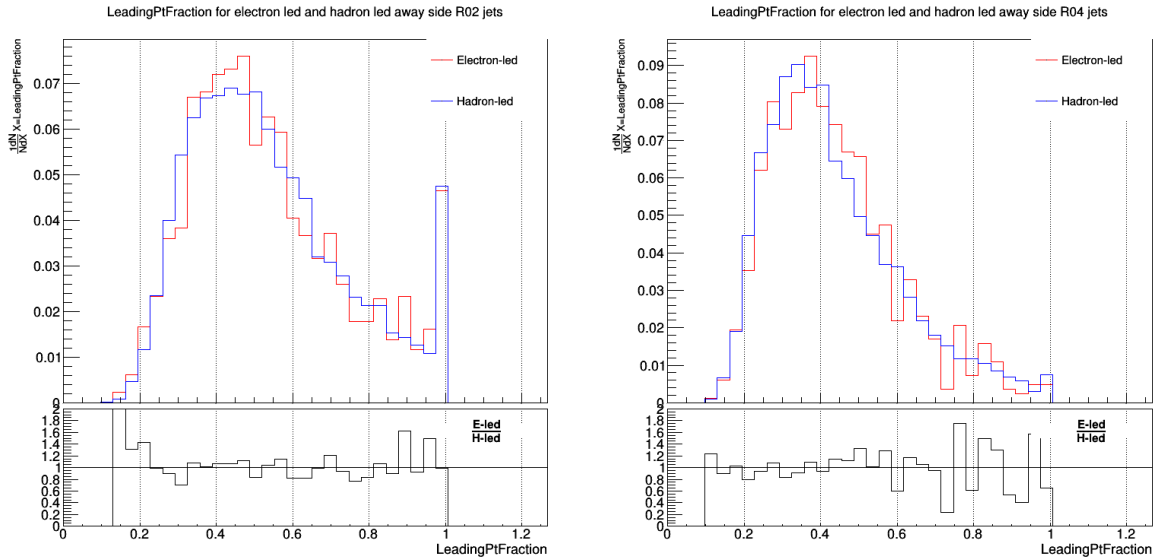 LeadingPtFraction for electron led and hadron led away side R02 jets
1dN
NdX X=LeadingPtFraction
0.07
0.06
0.05
0.04
0.03
0.02
0.01
0
Electron-led
Hadron-led
2
1.8
1.6
1.4
1.2
1
0.8
0.6
0.4
0.2
0
E-led
H-led
0 0.2 0.4 0.6 0.8 1 1.2
LeadingPtFraction
LeadingPtFraction for electron led and hadron led away side R04 jets
1dN
NdX X=LeadingPtFraction
0.09
0.08
0.07
0.06
0.05
0.04
0.03
0.02
0.01
0
Electron-led
Hadron-led
2
1.8
1.6
1.4
1.2
1
0.8
0.6
0.4
0.2
0
E-led
H-led
0 0.2 0.4 0.6 0.8 1 1.2
LeadingPtFraction